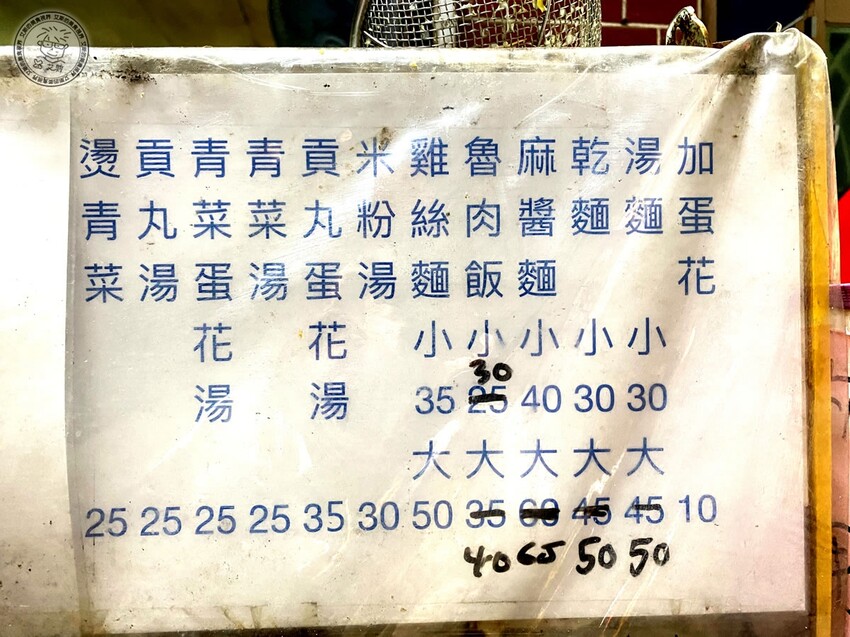 加蛋花 10
湯麵 小 30 大 45 50
乾麵 小 30 大 45 50
麻醬麵 小 40 大 60 65
魯肉飯 小 30 25 大 35 40
雞絲麵 小 35 大 50
米粉湯 30
貢丸蛋花湯 35
青菜湯 25
青菜蛋花湯 25
貢丸湯 25
燙青菜 25